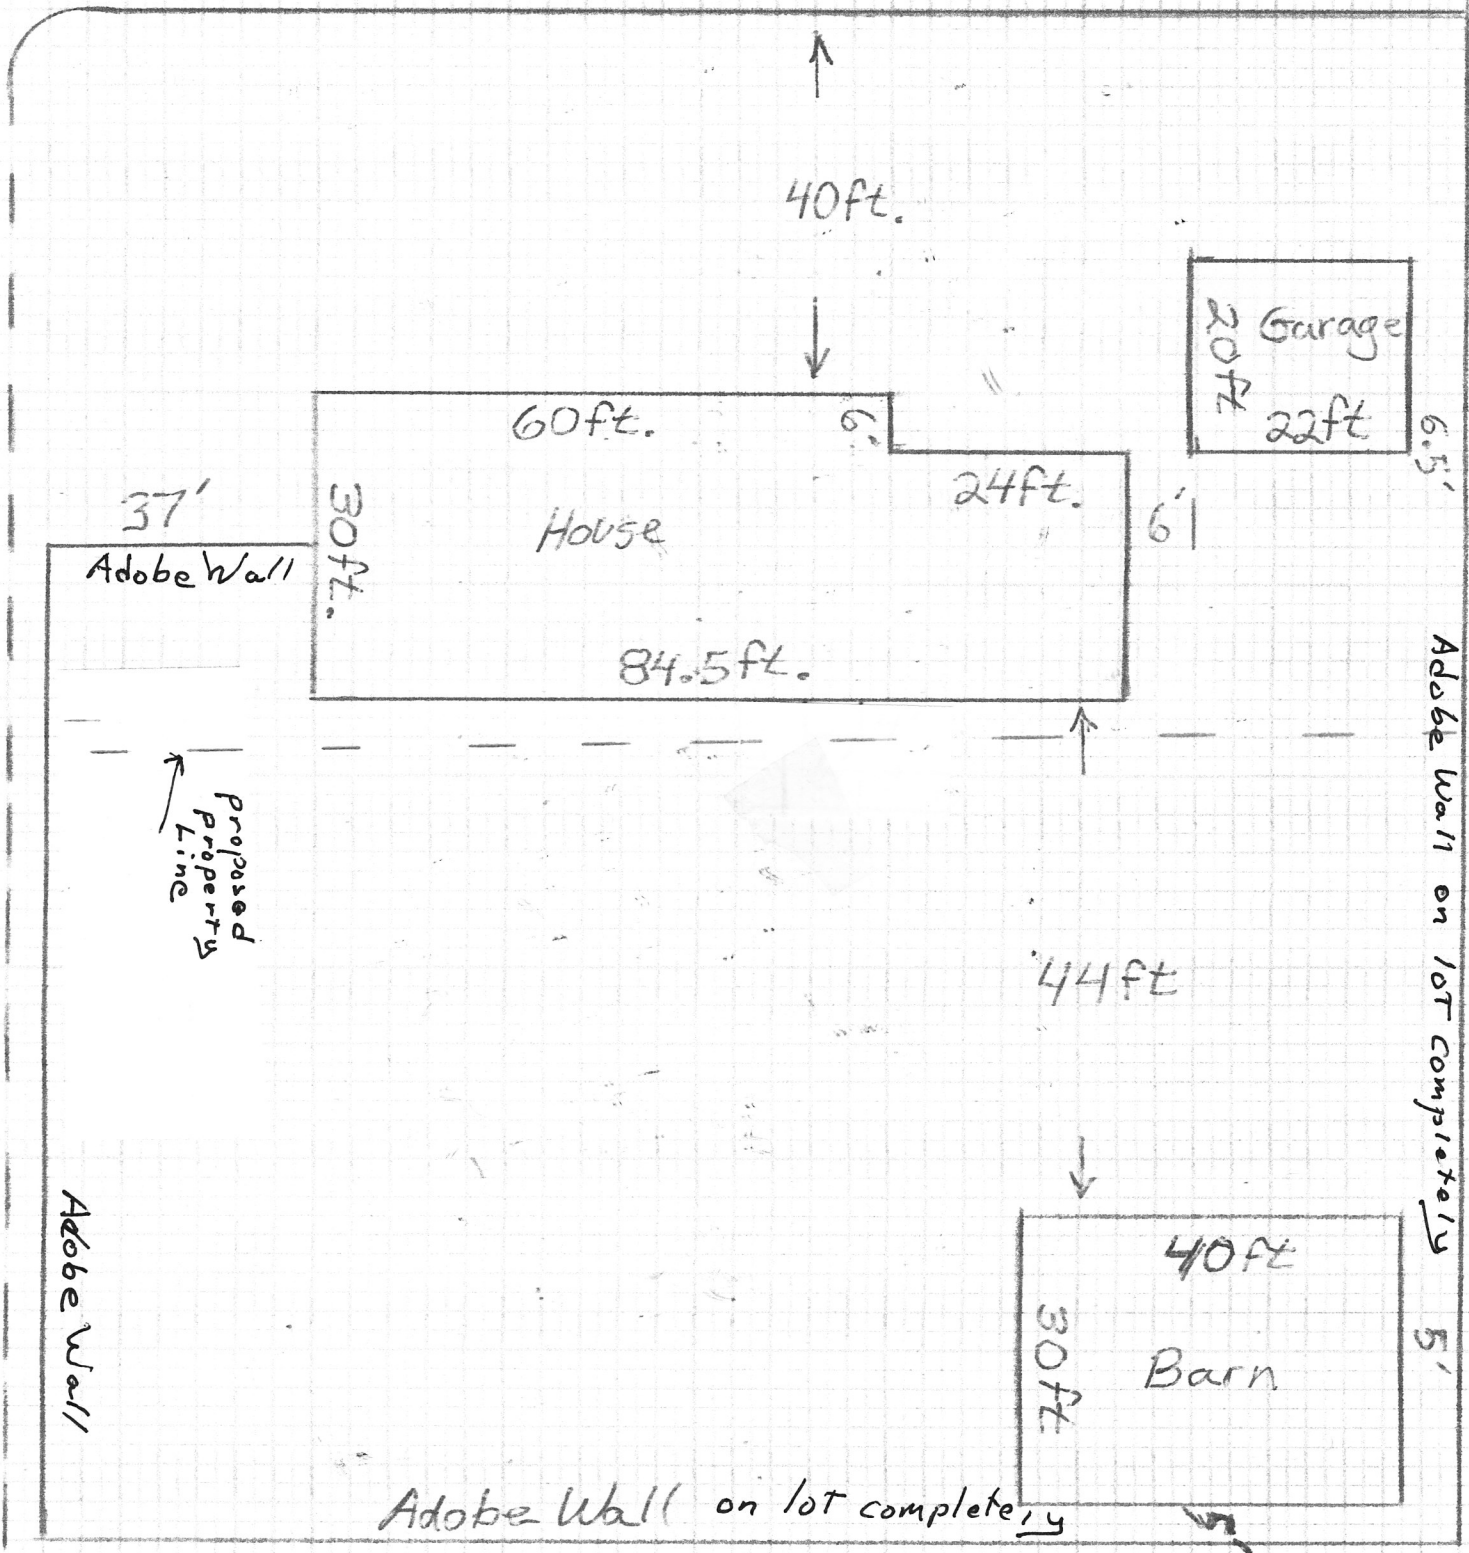 40ft.
20ft
Garage
22ft
6.5'
60ft.
6'
24ft.
37'
30ft.
House
6'
Adobe Wall
84.5ft.
Adobe Wall on lot completely
proposed
property
Line
44ft
40ft
Adobe Wall
30ft
Barn
5'
Adobe Wall on lot completely